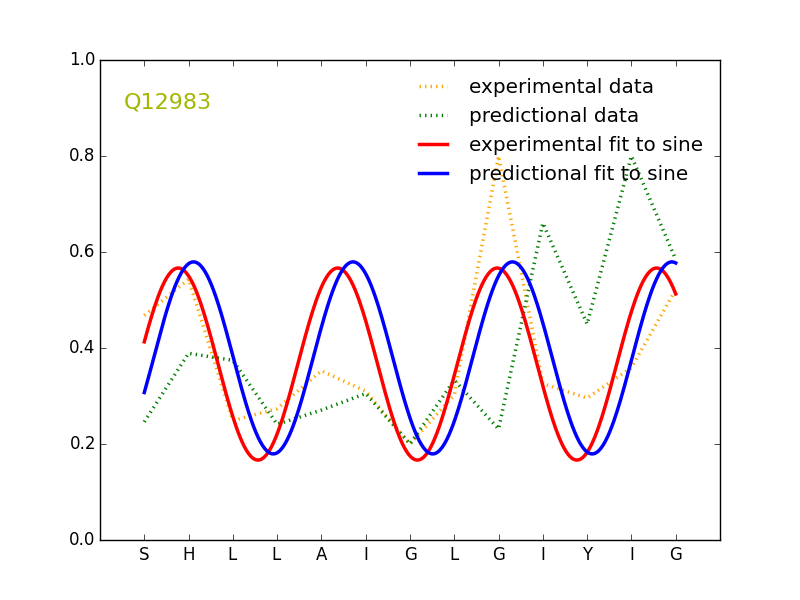 1.0
Q12983
experimental data
predictional data
experimental fit to sine
predictional fit to sine
0.8
0.6
0.4
0.2
0.0
S H L L A I G L G I Y I G